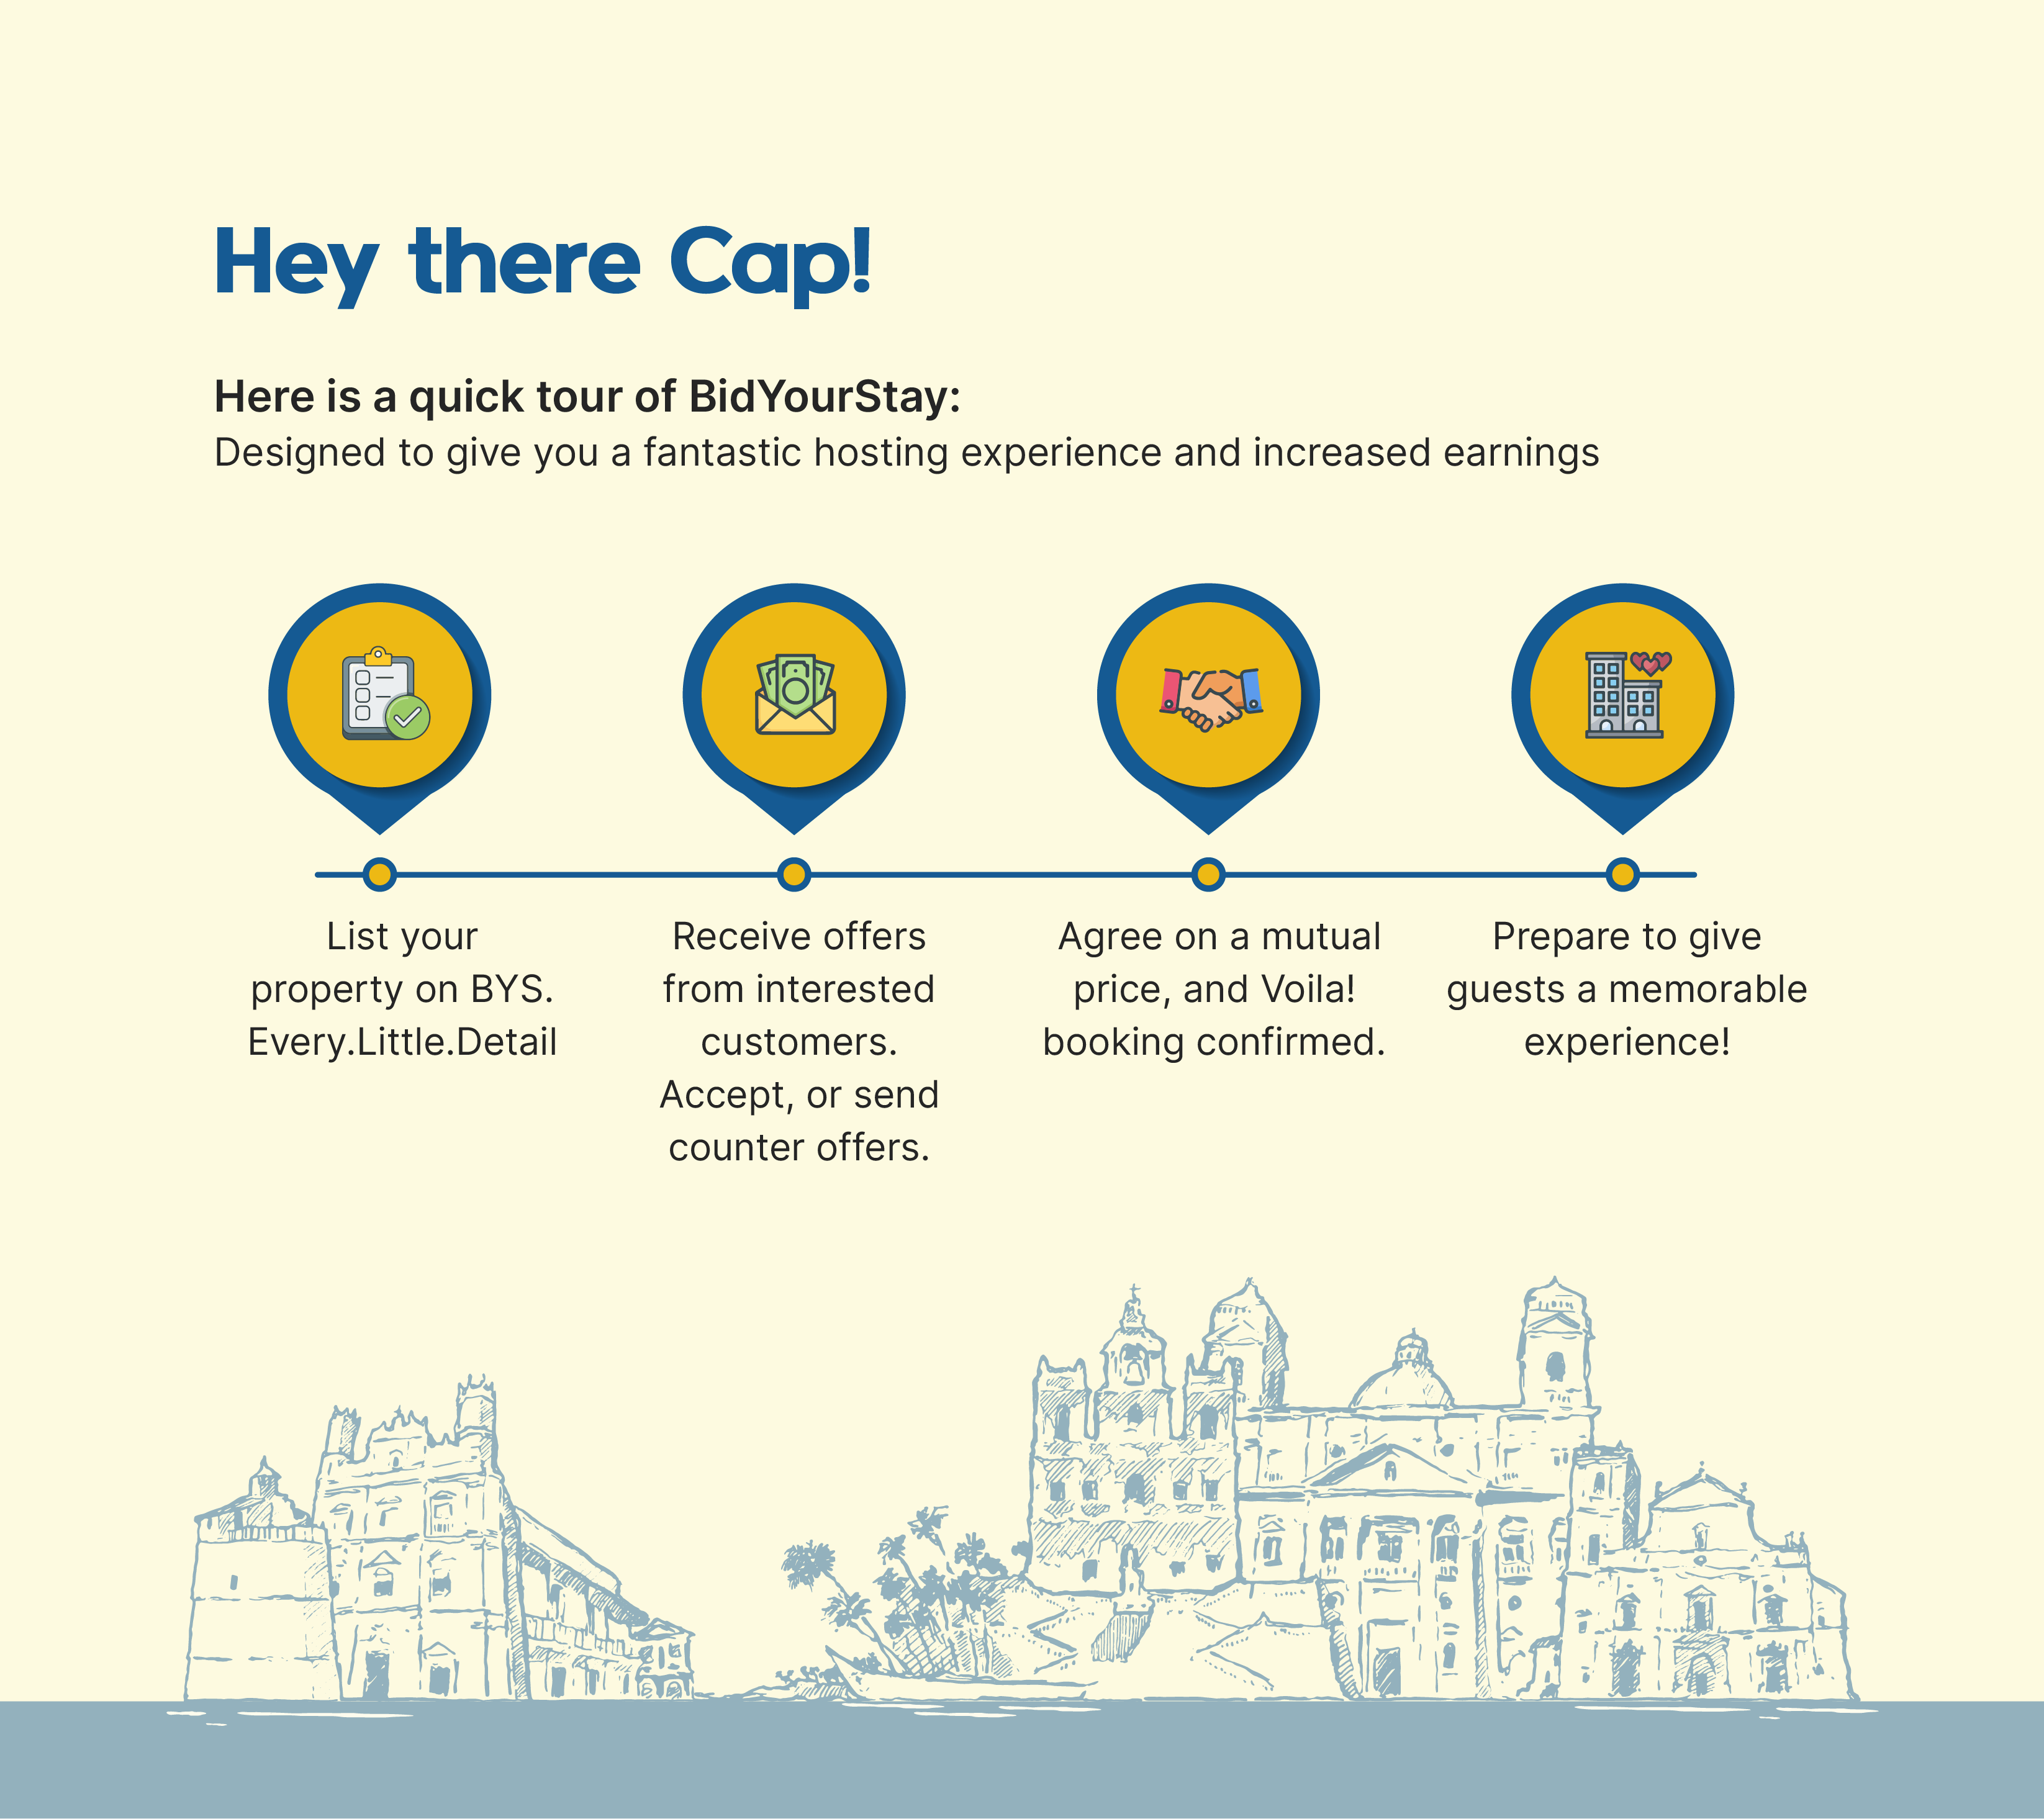 Hey there Cap!
Here is a quick tour of BidYourStay:
Designed to give you a fantastic hosting experience and increased earnings
List your
property on BYS.
Every.Little.Detail
Receive offers
from interested
customers.
Accept, or send
counter offers.
Agree on a mutual
price, and Voila!
booking confirmed.
Prepare to give
guests a memorable
experience!